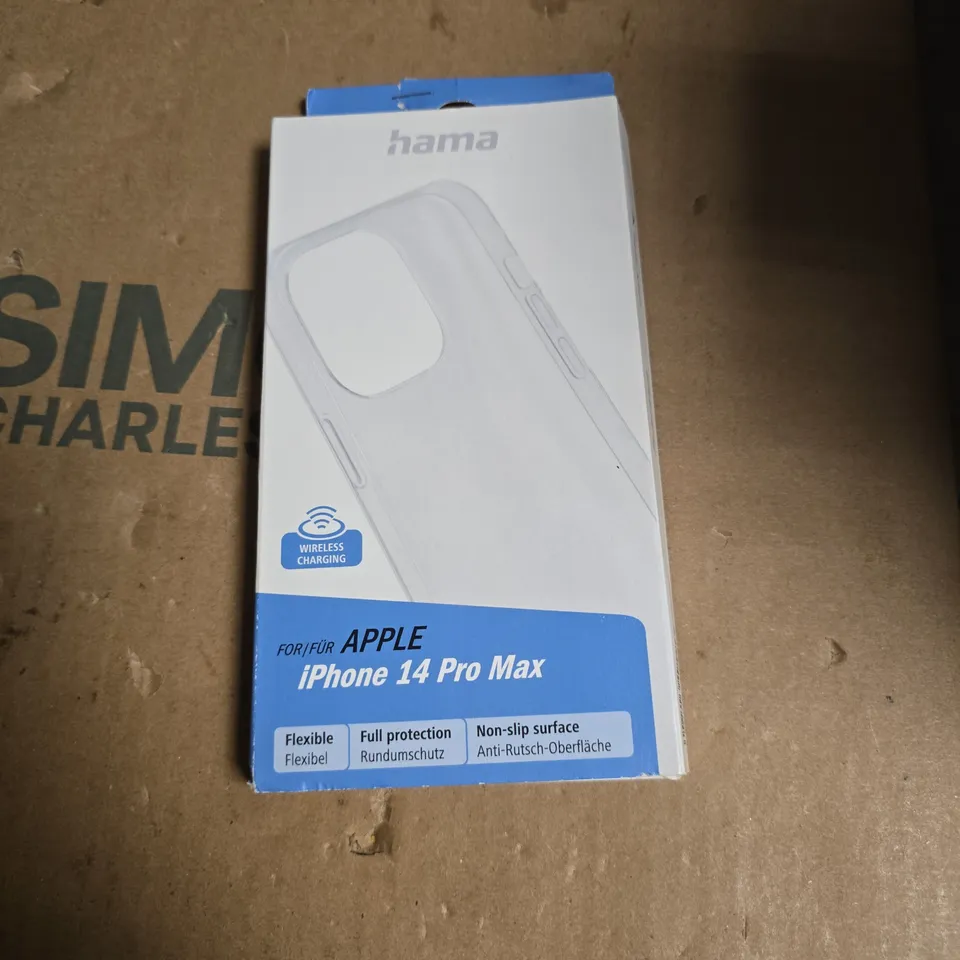 hama
SIM
CHARLES
WIRELESS
CHARGING
FOR/FÜR APPLE
iPhone 14 Pro Max
Flexible
Flexibel
Full protection
Rundumschutz
Non-slip surface
Anti-Rutsch-Oberfläche